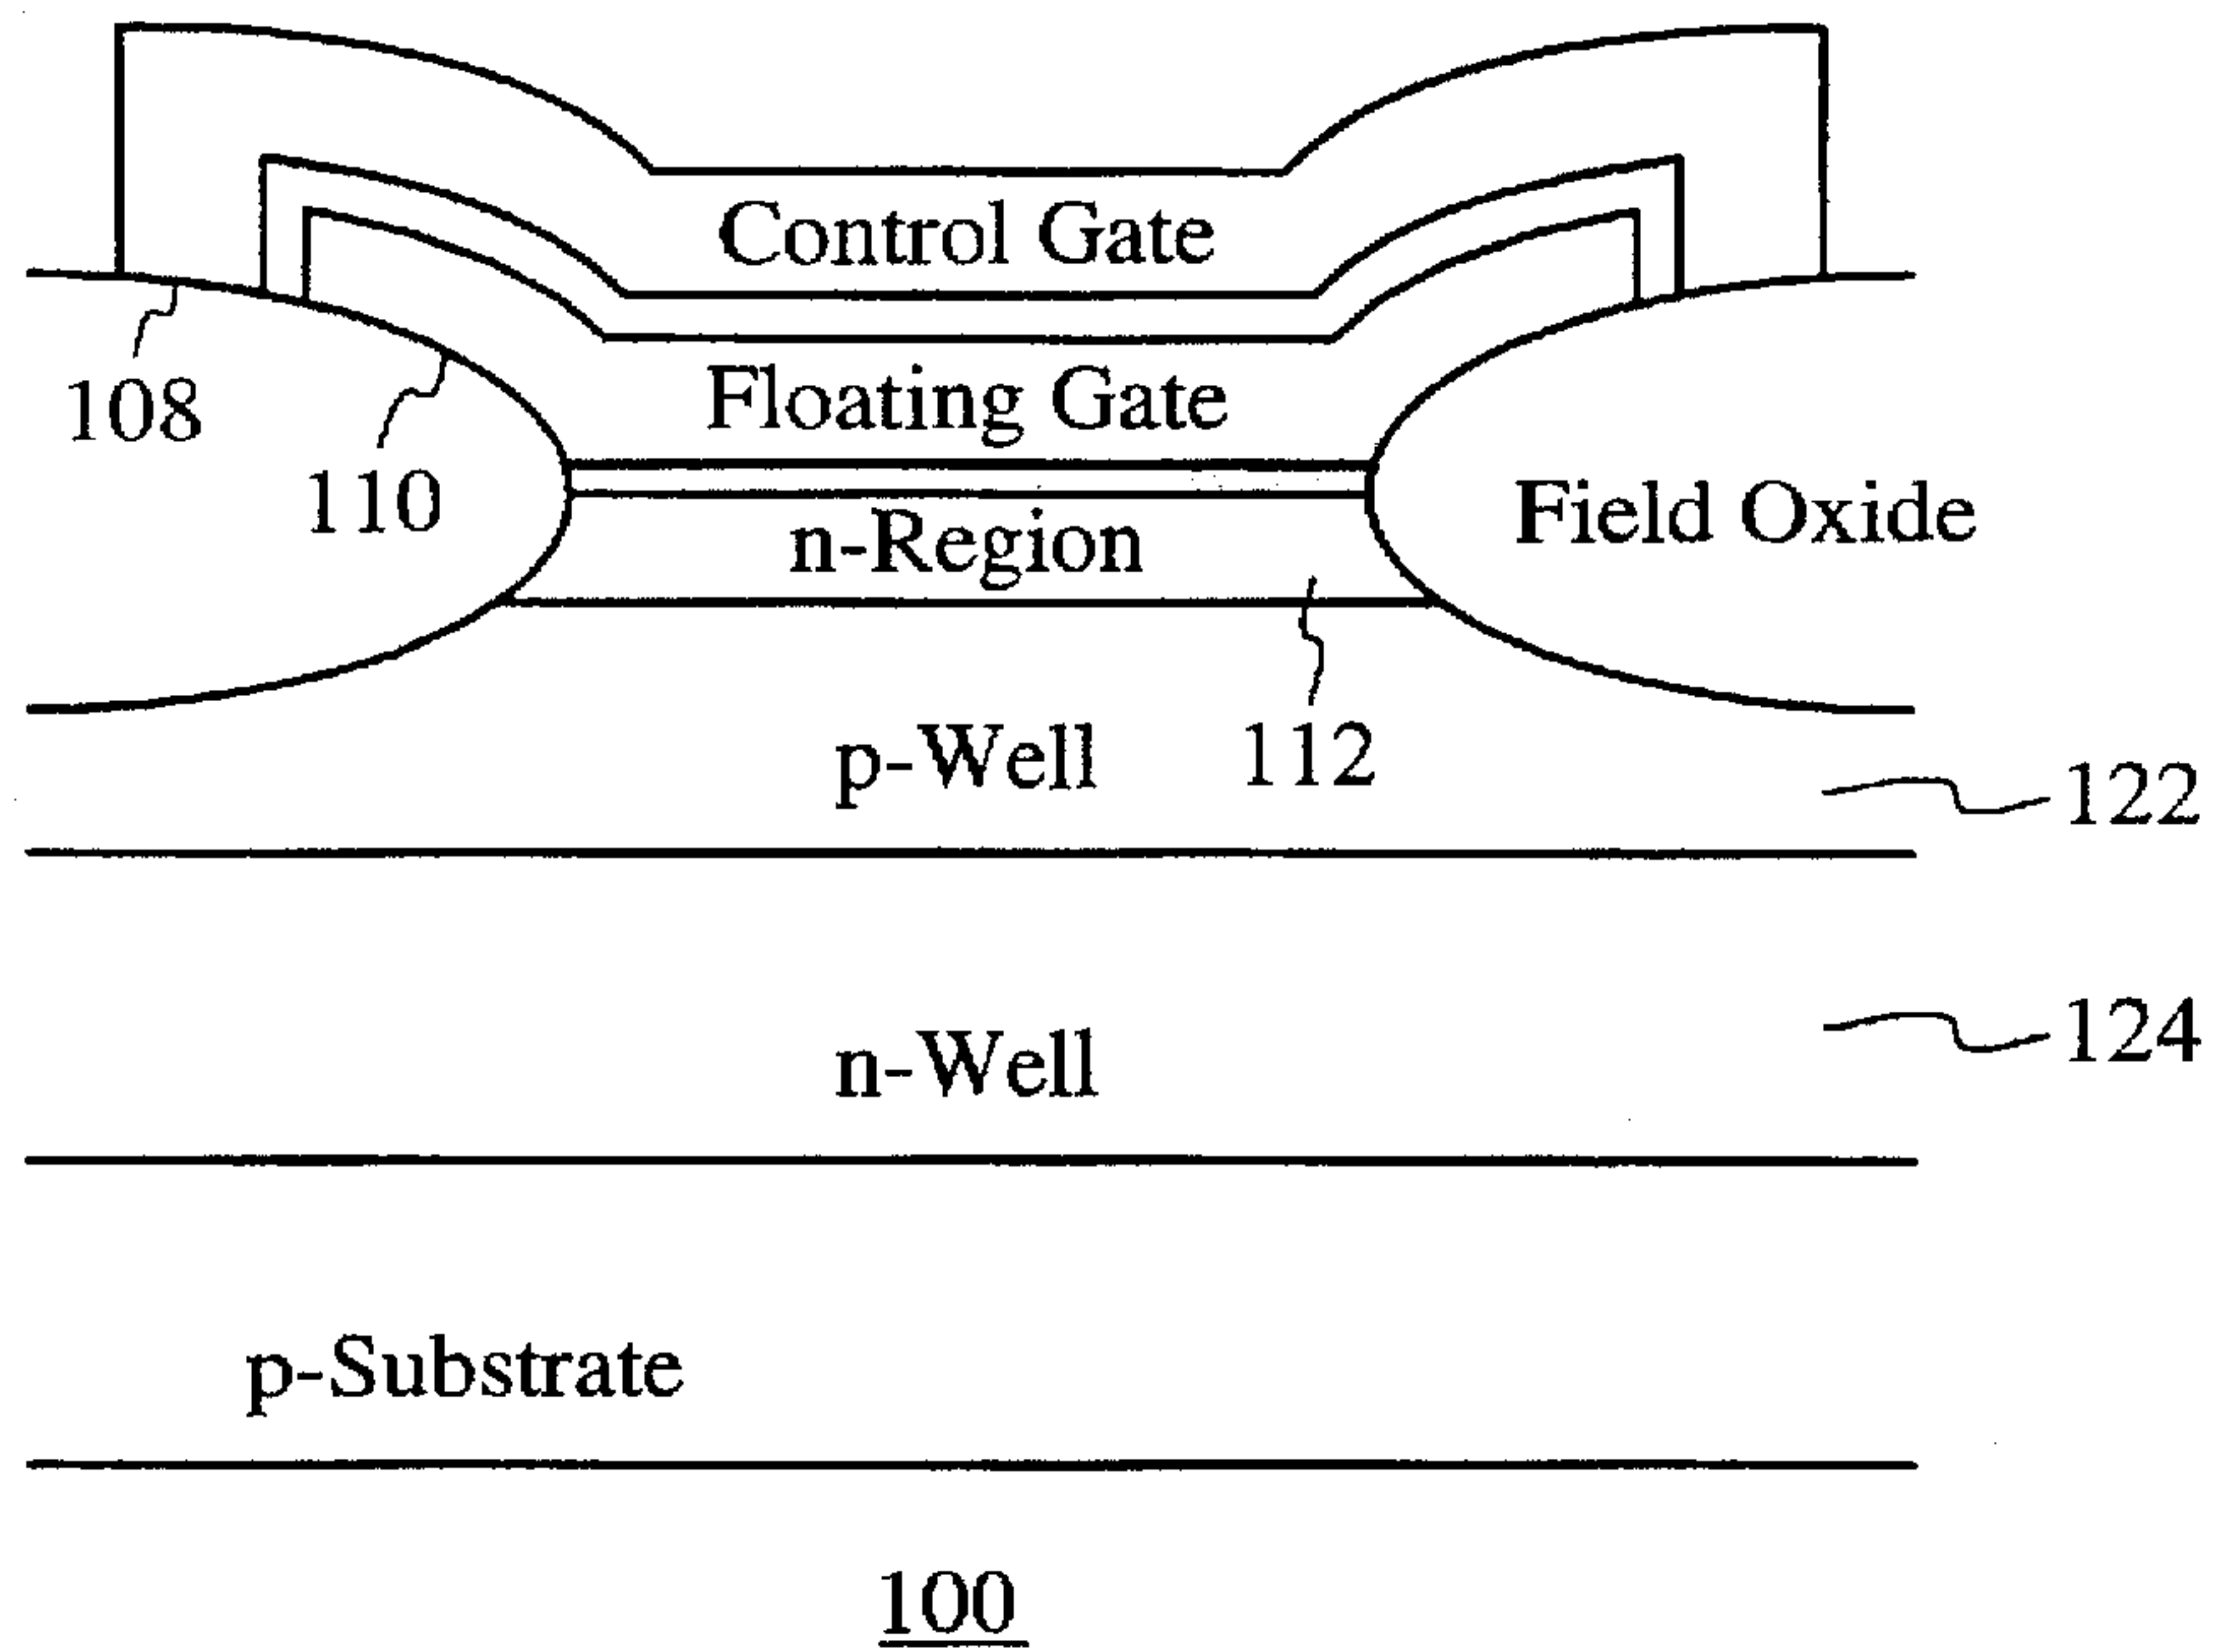 Control Gate
108
Floating Gate
110
n-Region
Field Oxide
p-Well
112
122
n-Well
124
p-Substrate
100